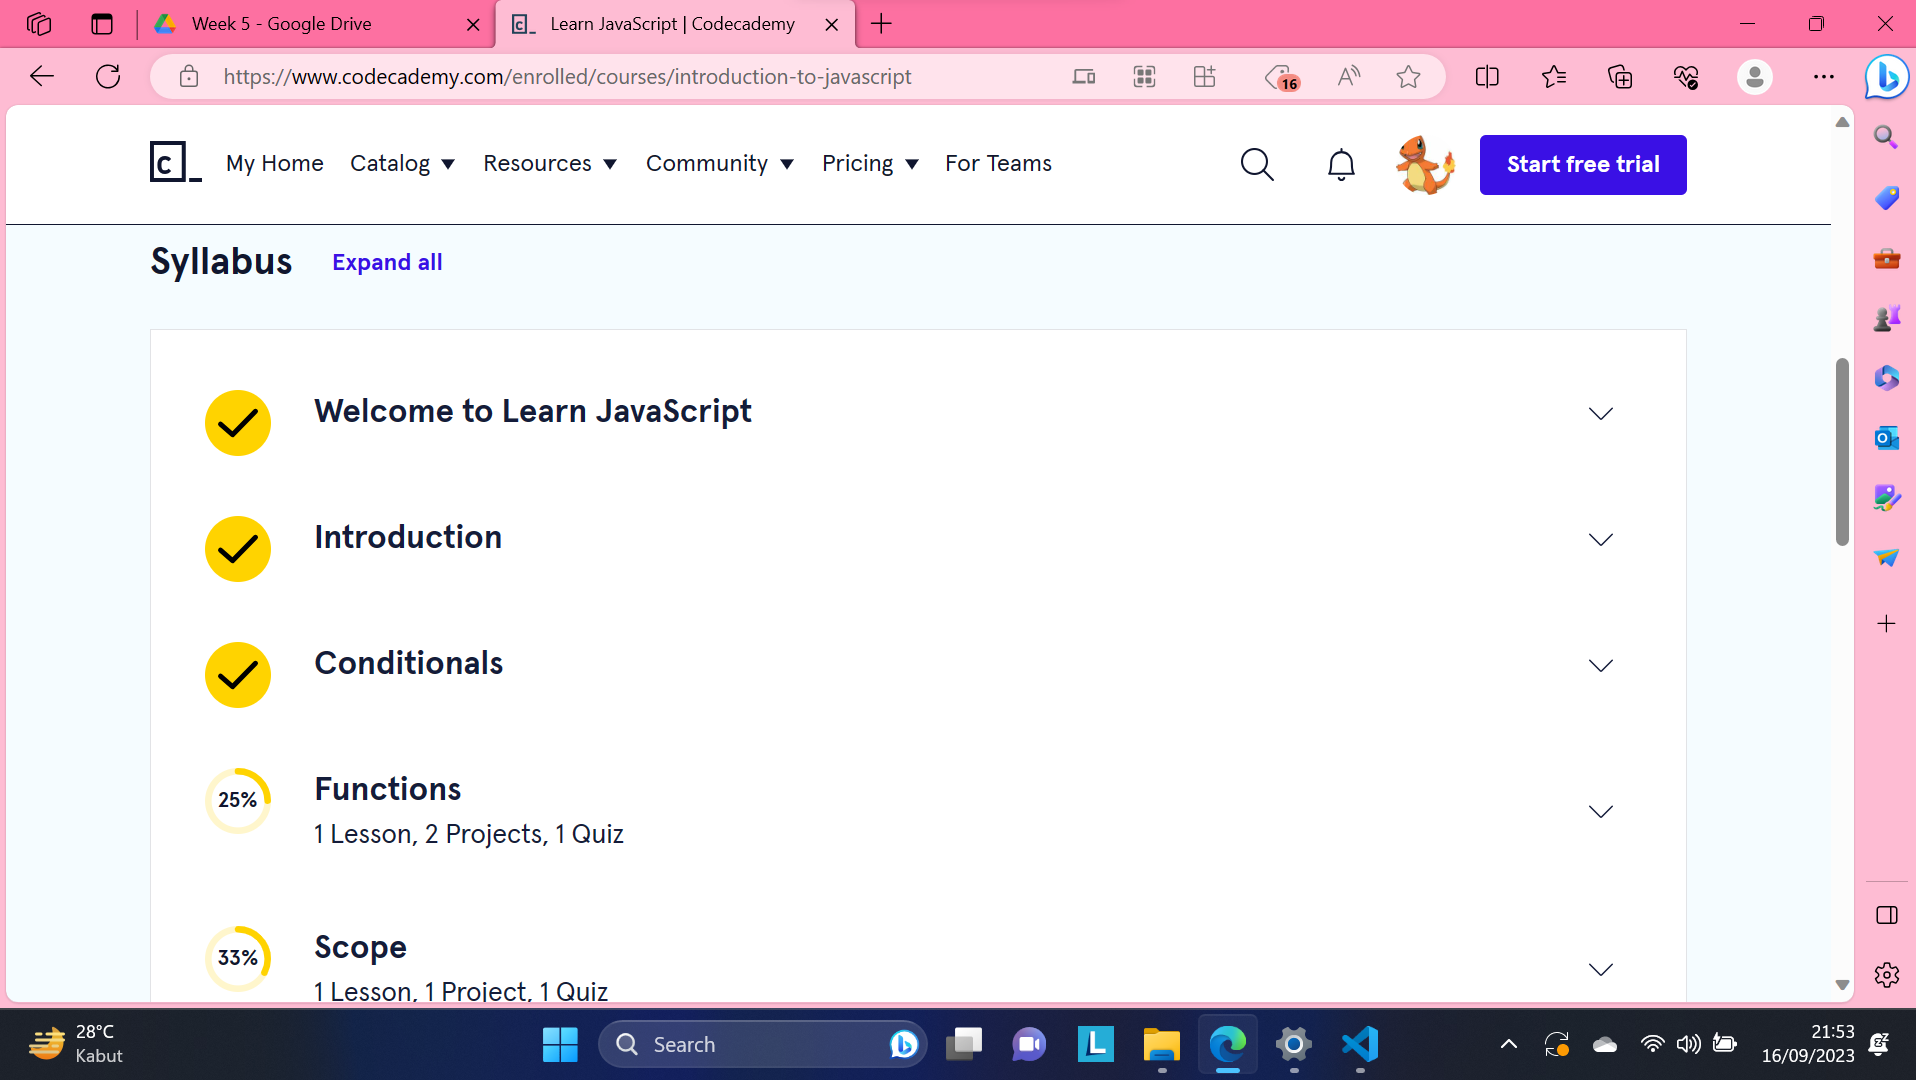 Week 5 - Google Drive
Learn JavaScript | Codecademy
https://www.codecademy.com/enrolled/courses/introduction-to-javascript
16
c_ My Home Catalog Resources Community Pricing For Teams Start free trial
Syllabus Expand all
Welcome to Learn JavaScript
Introduction
Conditionals
25% Functions
1 Lesson, 2 Projects, 1 Quiz
33% Scope
1 Lesson, 1 Project, 1 Quiz
28°C
Kabut
Search
L
21:53
16/09/2023